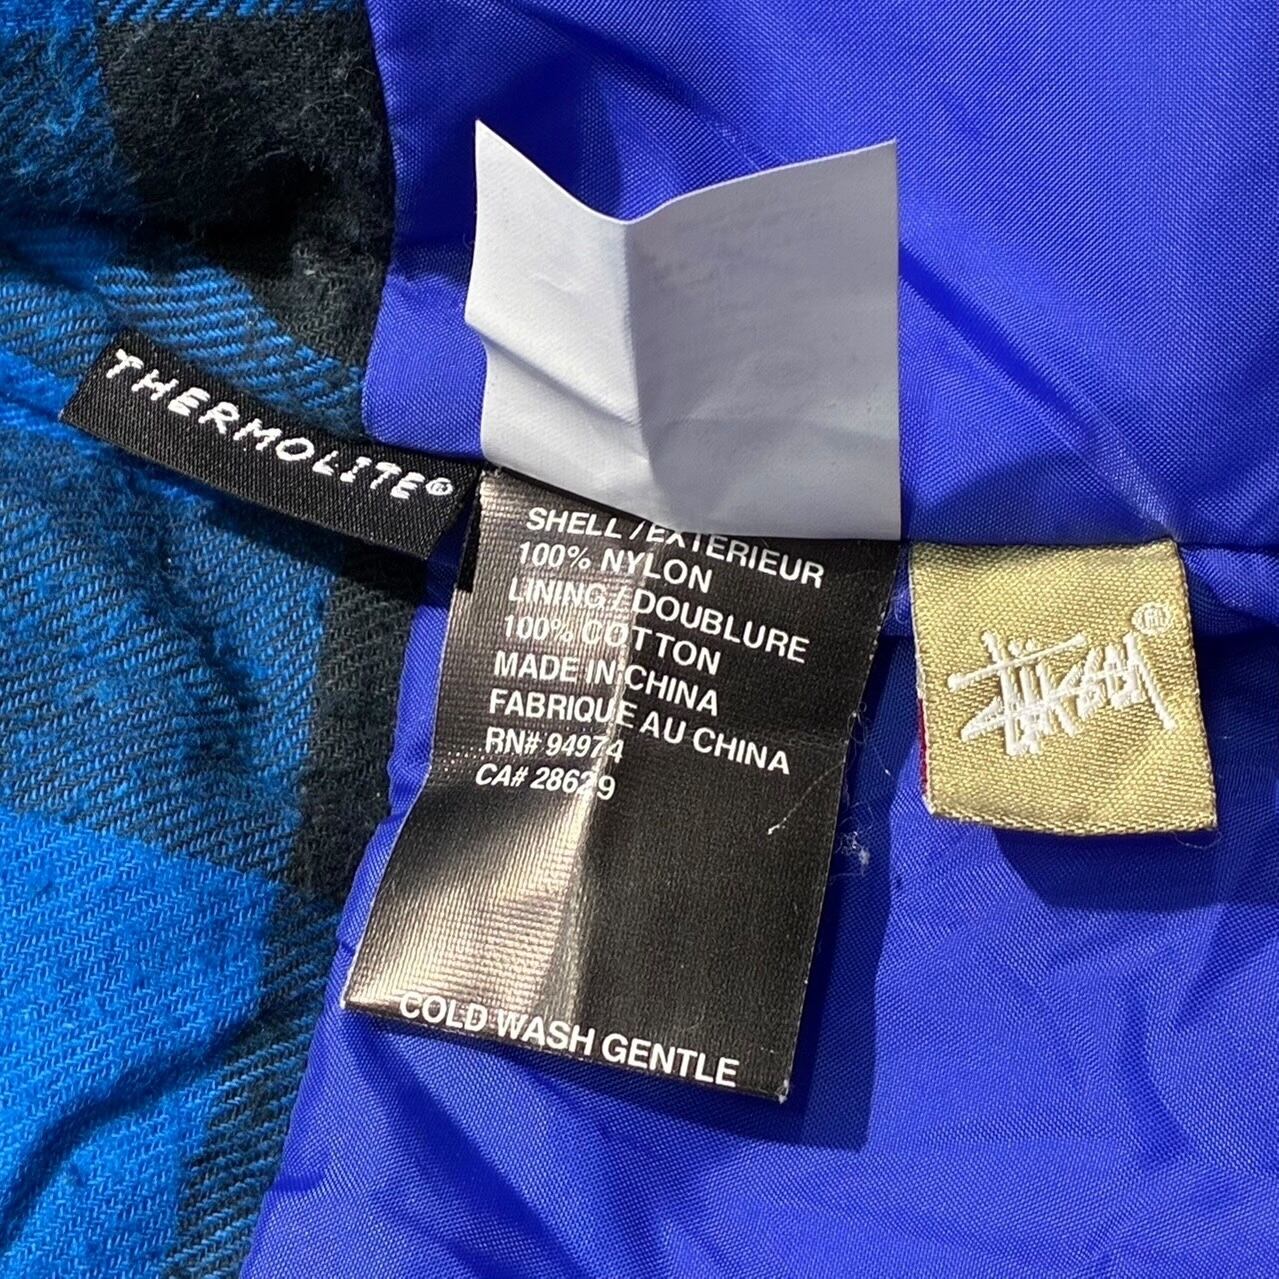 THERMOLITE®
SHELL / EXTERIEUR
100% NYLON
LINING / DOUBLURE
100% COTTON
MADE IN CHINA
FABRIQUE AU CHINA
RN# 94974
CA# 28629
COLD WASH GENTLE
Stüssy®